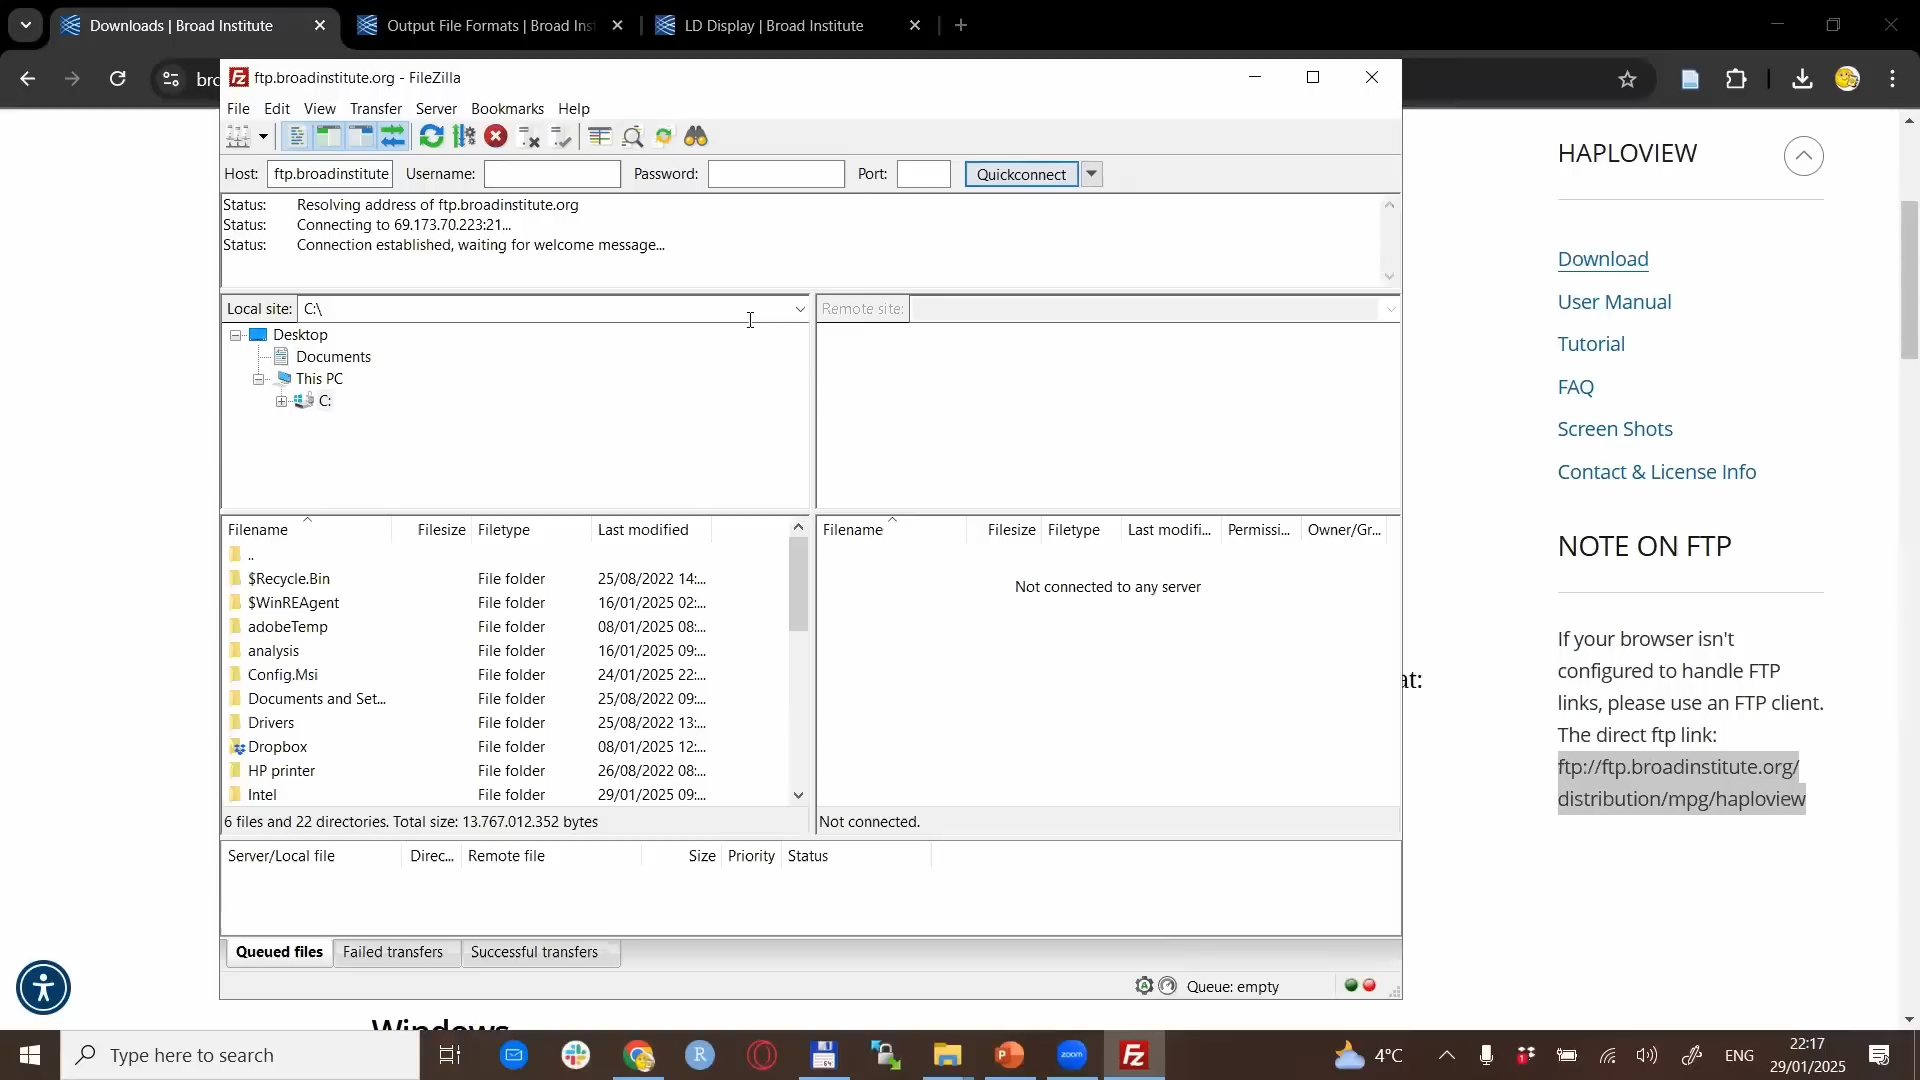 Downloads | Broad Institute
Output File Formats | Broad Ins
LD Display | Broad Institute
ftp.broadinstitute.org - FileZilla
File Edit View Transfer Server Bookmarks Help
Host: ftp.broadinstitute Username: Password: Port: Quickconnect
Status: Resolving address of ftp.broadinstitute.org
Status: Connecting to 69.173.70.223:21...
Status: Connection established, waiting for welcome message...
Local site: C:\
Remote site:
Desktop
Documents
This PC
C:
Filename Filesize Filetype Last modified
..
$Recycle.Bin File folder 25/08/2022 14:...
$WinREAgent File folder 16/01/2025 02:...
adobeTemp File folder 08/01/2025 08:...
analysis File folder 16/01/2025 09:...
Config.Msi File folder 24/01/2025 22:...
Documents and Set... File folder 25/08/2022 09:...
Drivers File folder 25/08/2022 13:...
Dropbox File folder 08/01/2025 12:...
HP printer File folder 26/08/2022 08:...
Intel File folder 29/01/2025 09:...
6 files and 22 directories. Total size: 13.767.012.352 bytes
Filename Filesize Filetype Last modifi... Permissi... Owner/Gr...
Not connected to any server
Not connected.
Server/Local file Direc... Remote file Size Priority Status
Queued files Failed transfers Successful transfers
Queue: empty
HAPLOVIEW
Download
User Manual
Tutorial
FAQ
Screen Shots
Contact & License Info
NOTE ON FTP
If your browser isn't
configured to handle FTP
links, please use an FTP client.
The direct ftp link:
ftp://ftp.broadinstitute.org/
distribution/mpg/haploview
at:
Windows
Type here to search
zoom
4°C
ENG
22:17
29/01/2025